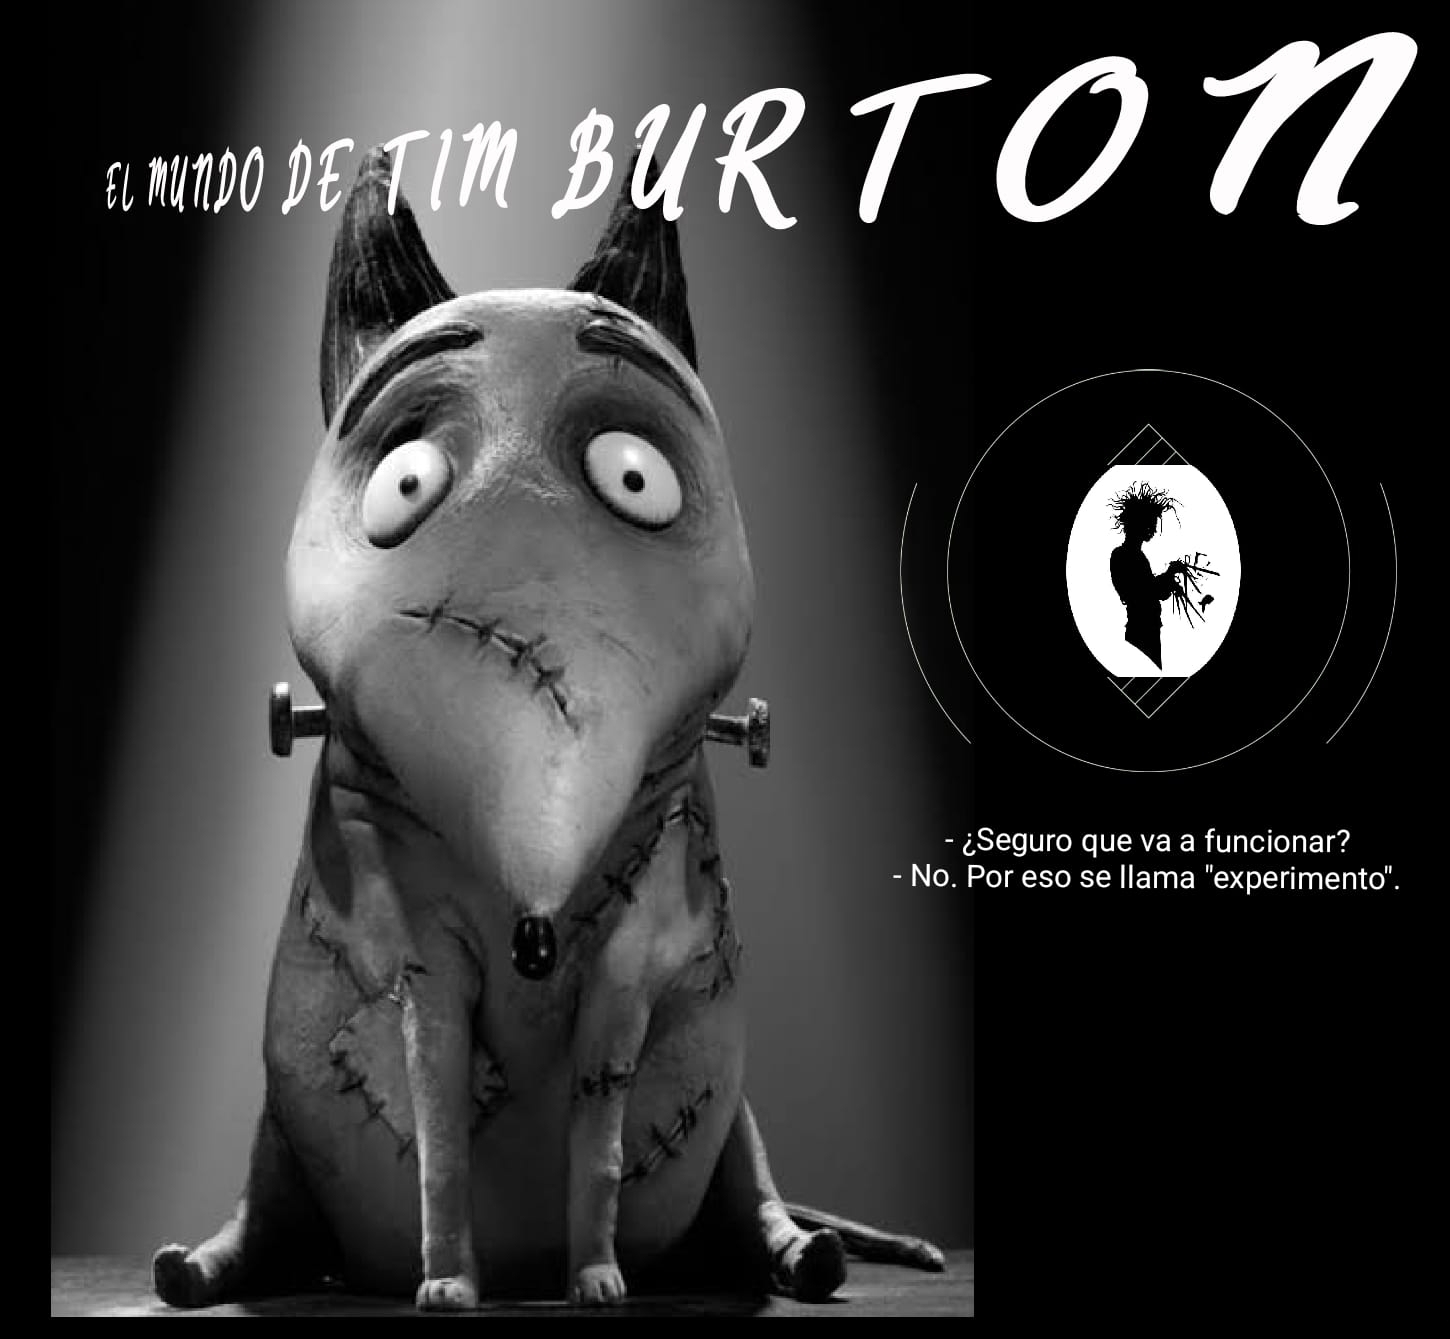 EL MUNDO DE TIM BURTON
- ¿Seguro que va a funcionar?
- No. Por eso se llama "experimento".